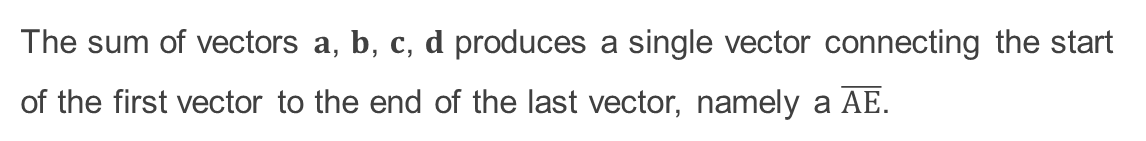 The sum of vectors a, b, c, d produces a single vector connecting the start
of the first vector to the end of the last vector, namely a A̅E̅.